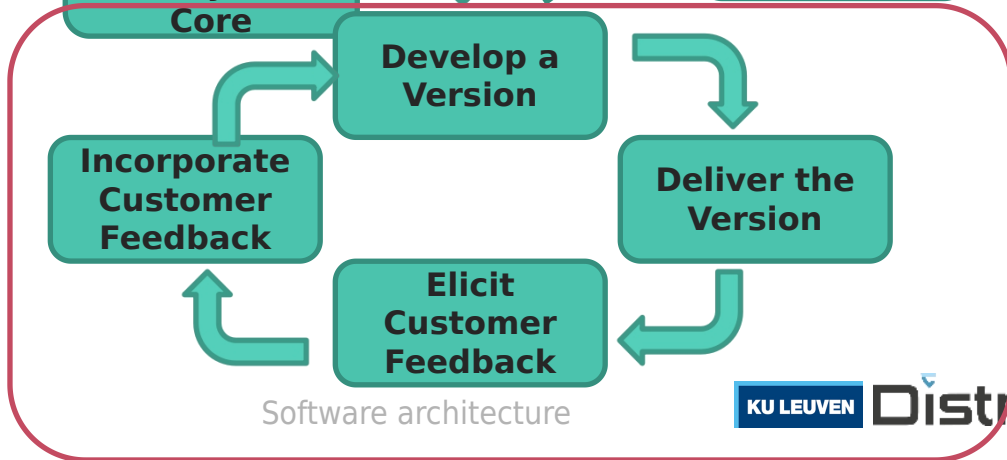 Core
Develop a
Version
Incorporate
Customer
Feedback
Deliver the
Version
Elicit
Customer
Feedback
Software architecture
KU LEUVEN